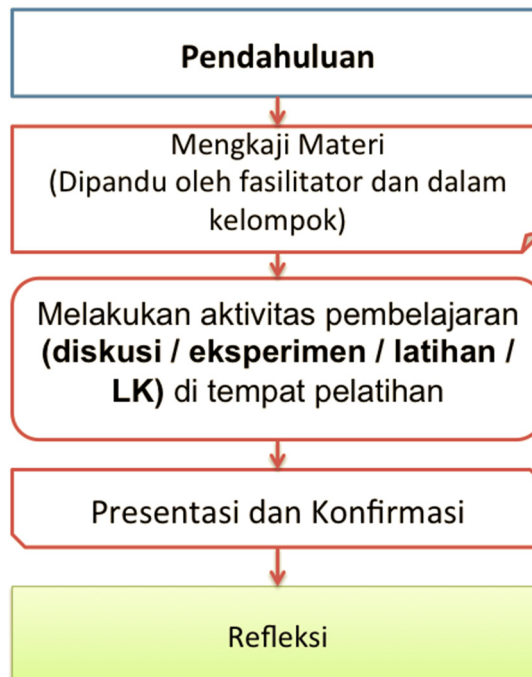 Pendahuluan
Mengkaji Materi
(Dipandu oleh fasilitator dan dalam
kelompok)
Melakukan aktivitas pembelajaran
(diskusi / eksperimen / latihan /
LK) di tempat pelatihan
Presentasi dan Konfirmasi
Refleksi